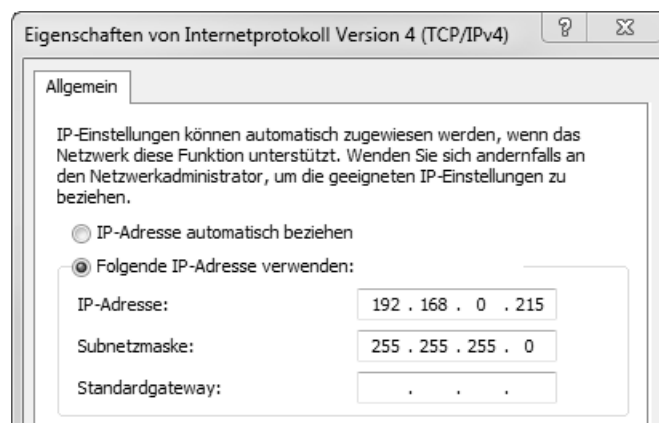 Eigenschaften von Internetprotokoll Version 4 (TCP/IPv4)
Allgemein
IP-Einstellungen können automatisch zugewiesen werden, wenn das
Netzwerk diese Funktion unterstützt. Wenden Sie sich andernfalls an
den Netzwerkadministrator, um die geeigneten IP-Einstellungen zu
beziehen.
IP-Adresse automatisch beziehen
Folgende IP-Adresse verwenden:
IP-Adresse: 192 . 168 . 0 . 215
Subnetzmaske: 255 . 255 . 255 . 0
Standardgateway: . . .